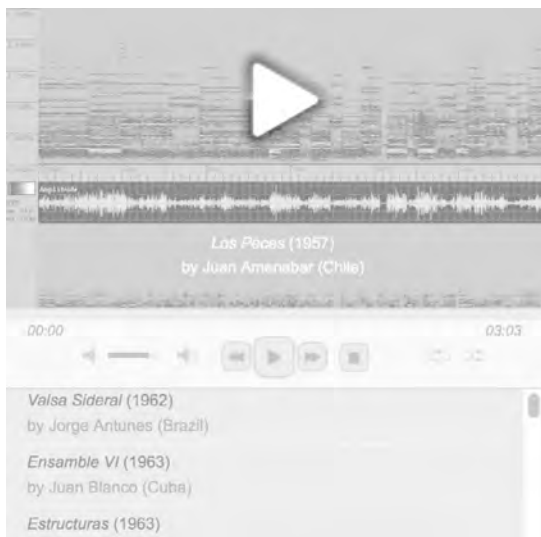 Amplitude
Los Peces (1957)
by Juan Amenabar (Chile)
00:00
03:03
Valsa Sideral (1962)
by Jorge Antunes (Brazil)
Ensamble VI (1963)
by Juan Blanco (Cuba)
Estructuras (1963)